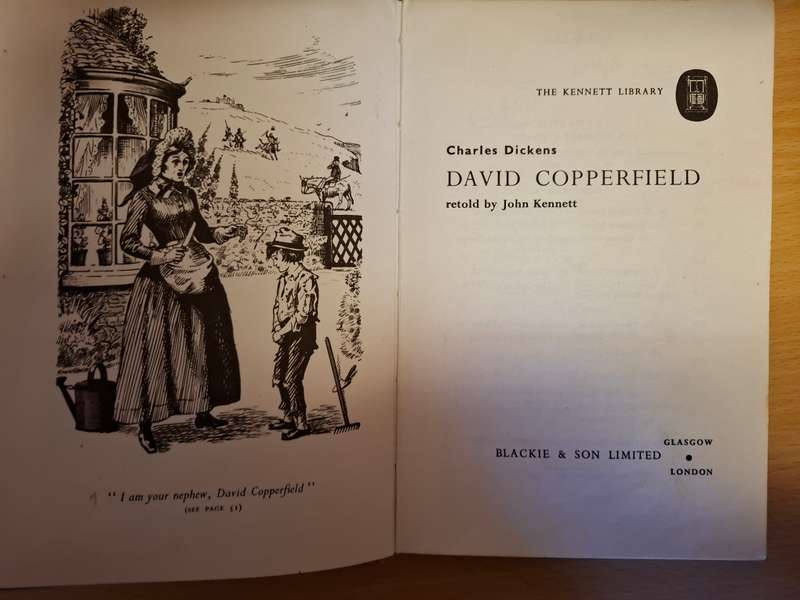 "I am your nephew, David Copperfield"
(SEE PAGE 51)
THE KENNETT LIBRARY
Charles Dickens
DAVID COPPERFIELD
retold by John Kennett
BLACKIE & SON LIMITED
GLASGOW
LONDON